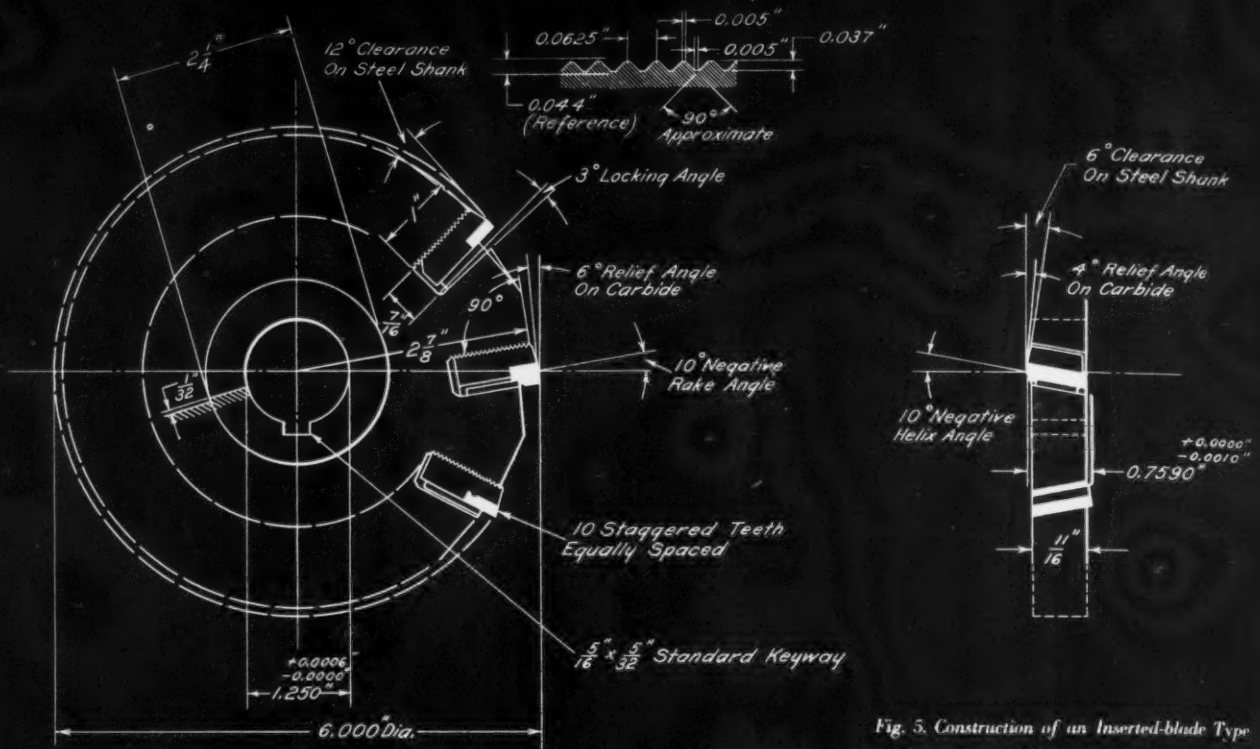 2 1/4"
12° Clearance
On Steel Shank
0.0625"
0.005"
0.005"
0.037"
0.044"
(Reference)
90°
Approximate
3° Locking Angle
1"
7/16"
90°
2 7/8"
6° Relief Angle
On Carbide
10° Negative
Rake Angle
1/32"
10 Staggered Teeth
Equally Spaced
5/16" x 5/32" Standard Keyway
+0.0006"
-0.0000"
1.250"
6.000" Dia.
6° Clearance
On Steel Shank
4° Relief Angle
On Carbide
10° Negative
Helix Angle
+0.0000"
-0.0010"
0.7590"
11/16"
Fig. 5. Construction of an Inserted-blade Type